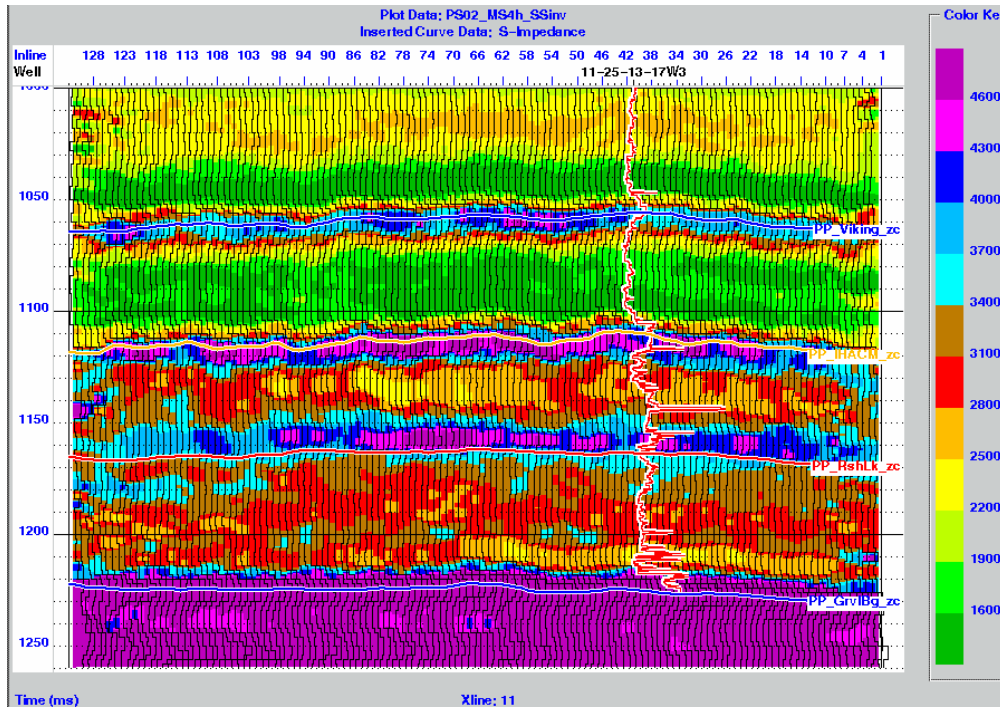 Plot Data: PS02_MS4h_SSinv
Inserted Curve Data: S-Impedance
Color Ke
Inline 128 123 118 113 108 103 98 94 90 86 82 78 74 70 66 62 58 54 50 46 42 38 34 30 26 22 18 14 10 7 4 1
Well 11-25-13-17W3
1050
PP_Viking_zc
1100
PP_IHACM_zc
1150
PP_RshLk_zc
1200
PP_GrvlBg_zc
1250
4600
4300
4000
3700
3400
3100
2800
2500
2200
1900
1600
Time (ms) Xline: 11